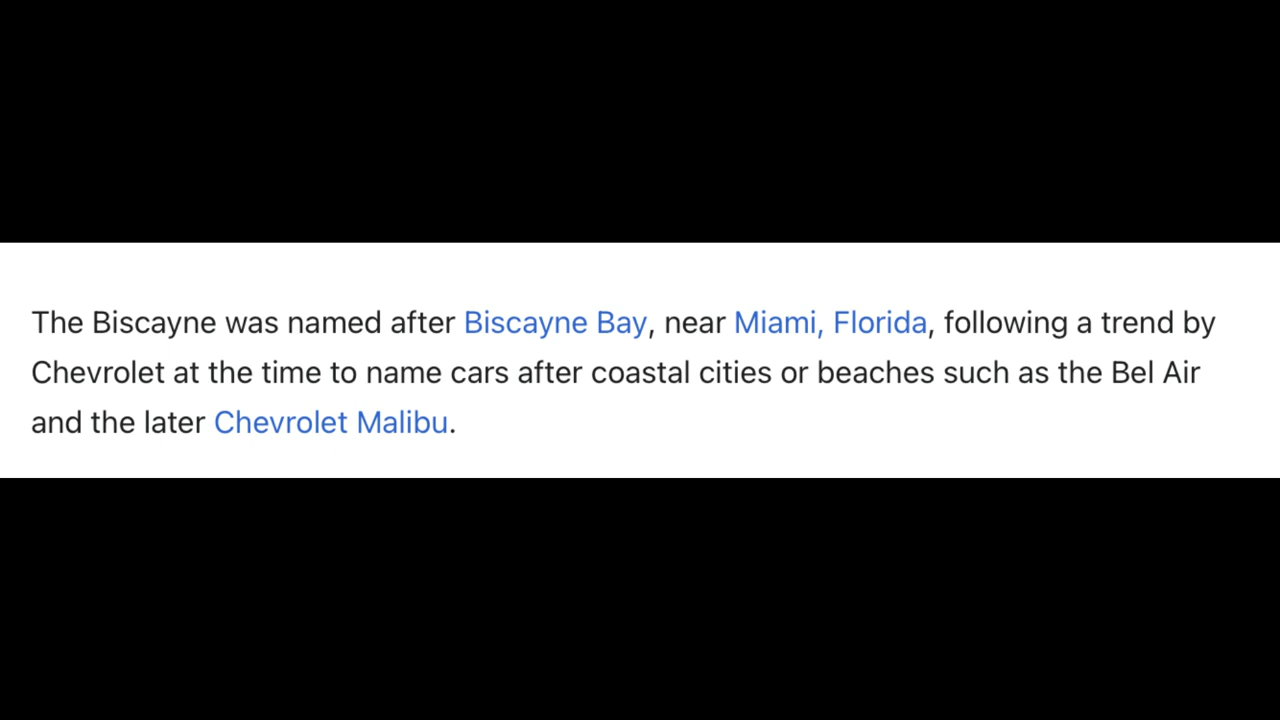 The Biscayne was named after Biscayne Bay, near Miami, Florida, following a trend by
Chevrolet at the time to name cars after coastal cities or beaches such as the Bel Air
and the later Chevrolet Malibu.